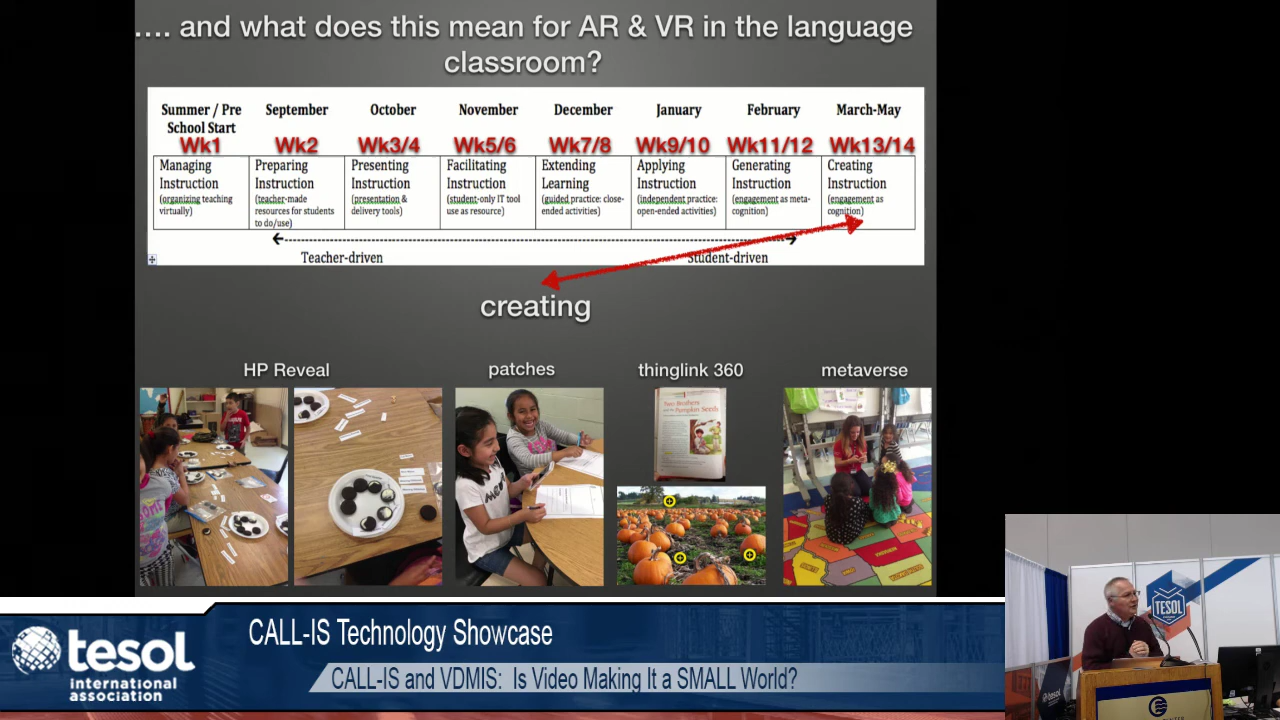 .... and what does this mean for AR & VR in the language
classroom?
Summer / Pre School Start
September
October
November
December
January
February
March-May
Wk1
Wk2
Wk3/4
Wk5/6
Wk7/8
Wk9/10
Wk11/12
Wk13/14
Managing Instruction
(organizing teaching virtually)
Preparing Instruction
(teacher-made resources for students to do/use)
Presenting Instruction
(presentation & delivery tools)
Facilitating Instruction
(student-only IT tool use as resource)
Extending Learning
(guided practice: close-ended activities)
Applying Instruction
(independent practice: open-ended activities)
Generating Instruction
(engagement as meta-cognition)
Creating Instruction
(engagement as cognition)
Teacher-driven
Student-driven
creating
HP Reveal
patches
thinglink 360
metaverse
Pumpkin Seeds
TESOL
tesol
international
association
CALL-IS Technology Showcase
CALL-IS and VDMIS: Is Video Making It a SMALL World?